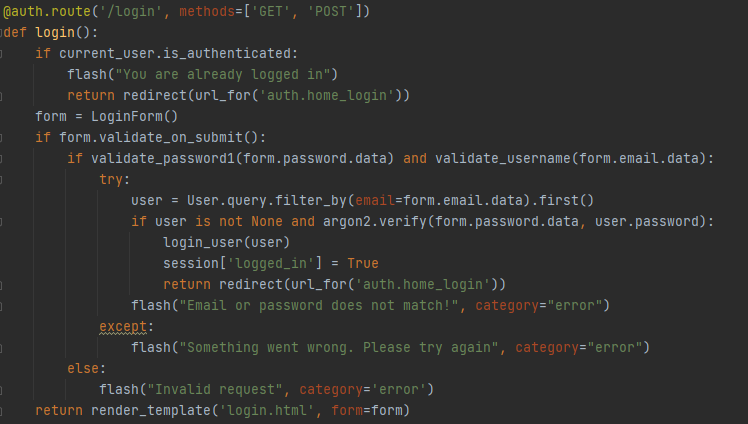 @auth.route('/login', methods=['GET', 'POST'])
def login():
    if current_user.is_authenticated:
        flash("You are already logged in")
        return redirect(url_for('auth.home_login'))
    form = LoginForm()
    if form.validate_on_submit():
        if validate_password1(form.password.data) and validate_username(form.email.data):
            try:
                user = User.query.filter_by(email=form.email.data).first()
                if user is not None and argon2.verify(form.password.data, user.password):
                    login_user(user)
                    session['logged_in'] = True
                    return redirect(url_for('auth.home_login'))
                flash("Email or password does not match!", category="error")
            except:
                flash("Something went wrong. Please try again", category="error")
        else:
            flash("Invalid request", category='error')
    return render_template('login.html', form=form)